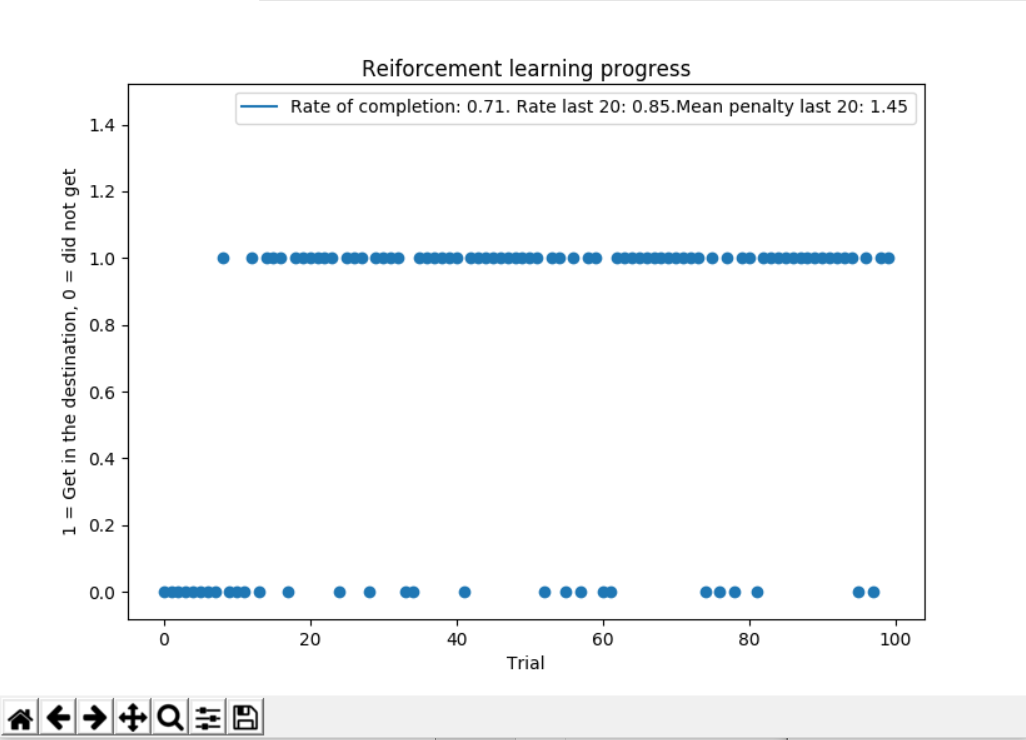 Reiforcement learning progress
Rate of completion: 0.71. Rate last 20: 0.85.Mean penalty last 20: 1.45
1 = Get in the destination, 0 = did not get
1.4
1.2
1.0
0.8
0.6
0.4
0.2
0.0
0 20 40 60 80 100
Trial